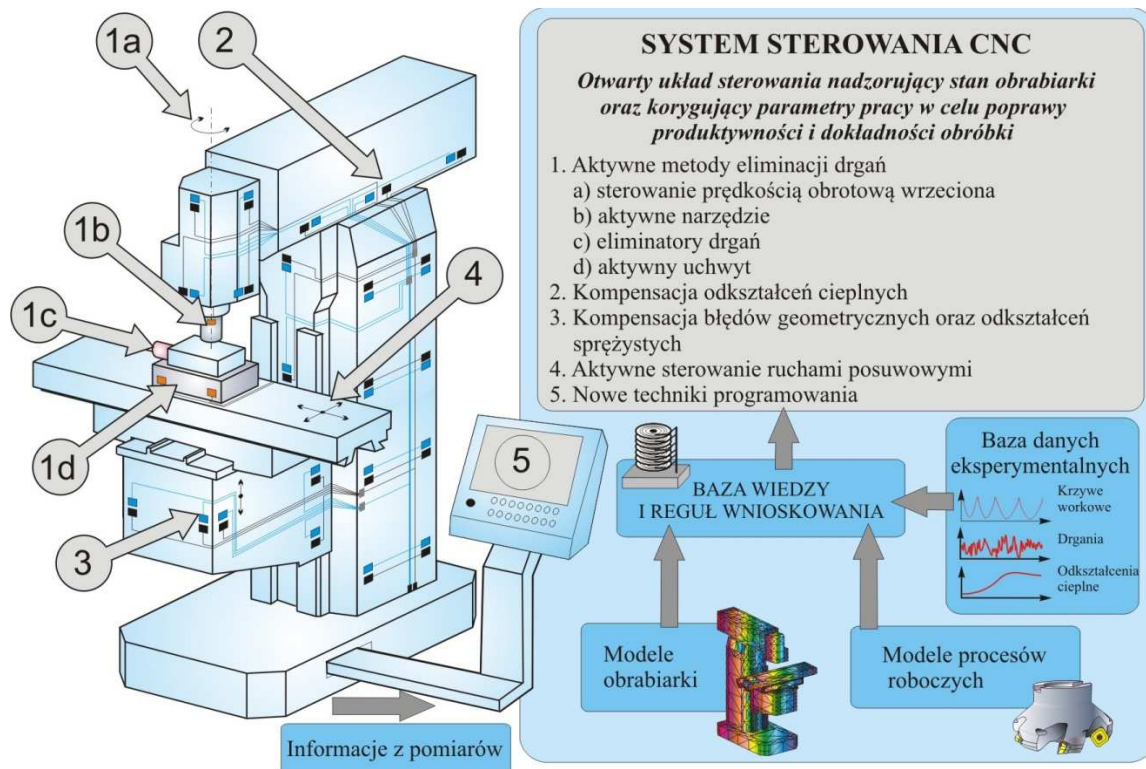 1a
2
1b
1c
4
1d
5
3
Informacje z pomiarów
SYSTEM STEROWANIA CNC
Otwarty układ sterowania nadzorujący stan obrabiarki
oraz korygujący parametry pracy w celu poprawy
produktywności i dokładności obróbki
1. Aktywne metody eliminacji drgań
a) sterowanie prędkością obrotową wrzeciona
b) aktywne narzędzie
c) eliminatory drgań
d) aktywny uchwyt
2. Kompensacja odkształceń cieplnych
3. Kompensacja błędów geometrycznych oraz odkształceń
sprężystych
4. Aktywne sterowanie ruchami posuwowymi
5. Nowe techniki programowania
BAZA WIEDZY
I REGUŁ WNIOSKOWANIA
Baza danych
eksperymentalnych
Krzywe
workowe
Drgania
Odkształcenia
cieplne
Modele
obrabiarki
Modele procesów
roboczych